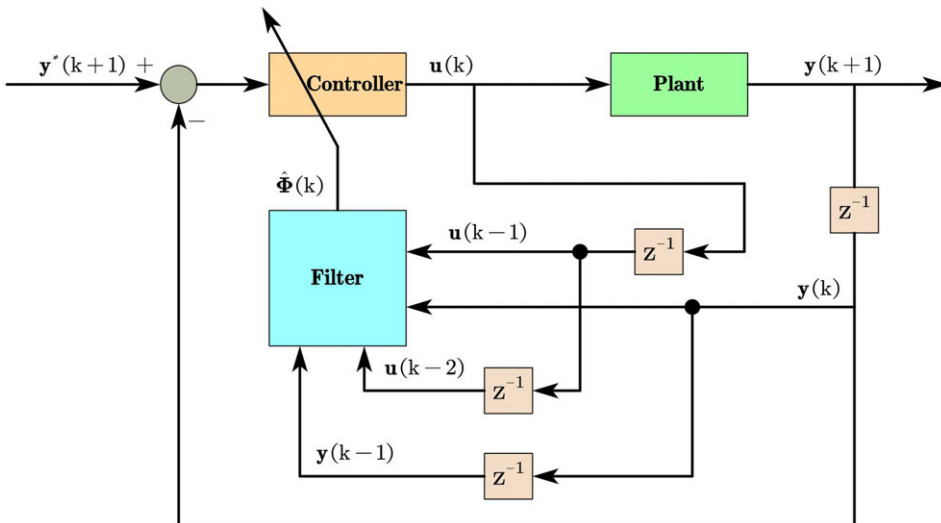 y*(k+1) +
−
Controller
u(k)
Plant
y(k+1)
Φ̂(k)
z⁻¹
u(k−1)
z⁻¹
Filter
y(k)
u(k−2)
z⁻¹
y(k−1)
z⁻¹